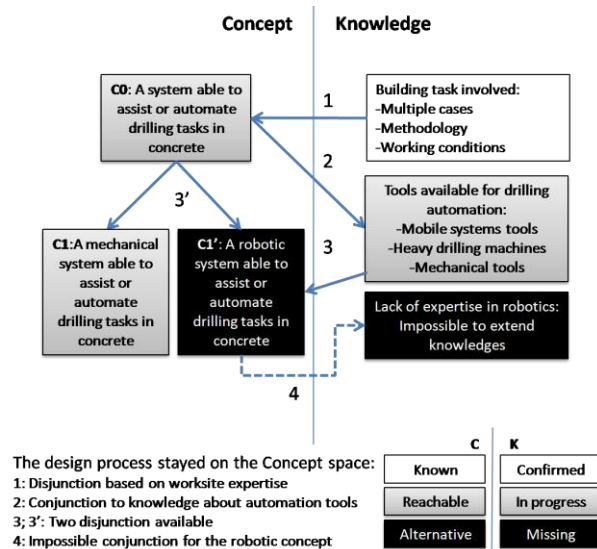 Concept
Knowledge
C0: A system able to
assist or automate
drilling tasks in
concrete
1
Building task involved:
-Multiple cases
-Methodology
-Working conditions
2
3'
3
Tools available for drilling
automation:
-Mobile systems tools
-Heavy drilling machines
-Mechanical tools
C1:A mechanical
system able to
assist or
automate
drilling tasks in
concrete
C1': A robotic
system able to
assist or
automate
drilling tasks in
concrete
Lack of expertise in robotics:
Impossible to extend
knowledges
4
The design process stayed on the Concept space:
1: Disjunction based on worksite expertise
2: Conjunction to knowledge about automation tools
3; 3': Two disjunction available
4: Impossible conjunction for the robotic concept
C
K
Known
Confirmed
Reachable
In progress
Alternative
Missing